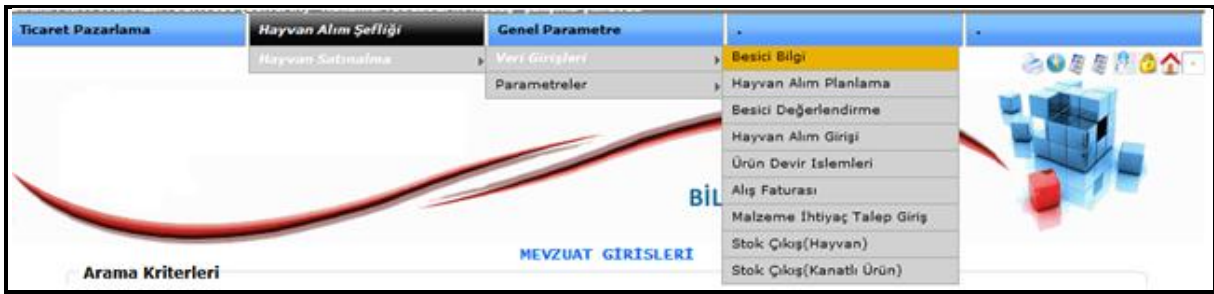 Ticaret Pazarlama
Hayvan Alım Şefliği
Genel Parametre
.
.
Hayvan Satınalma
Veri Girişleri
Besici Bilgi
Parametreler
Hayvan Alım Planlama
Besici Değerlendirme
Hayvan Alım Girişi
Ürün Devir Islemleri
BİL
Alış Faturası
Malzeme İhtiyaç Talep Giriş
MEVZUAT GİRİSLERİ
Stok Çıkış(Hayvan)
Arama Kriterleri
Stok Çıkış(Kanatlı Ürün)